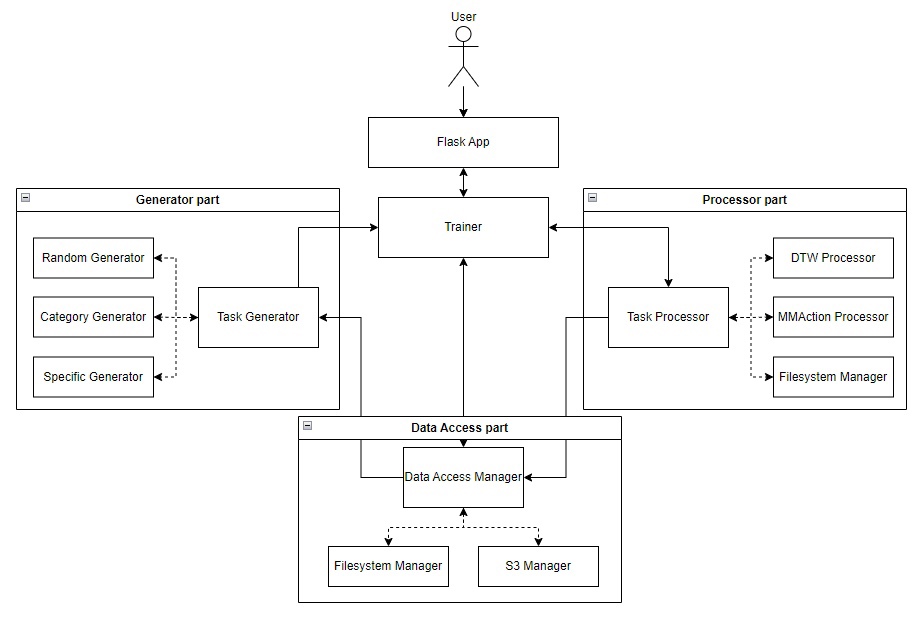 User
Flask App
Generator part
Processor part
Trainer
Random Generator
DTW Processor
Category Generator
Task Generator
Task Processor
MMAction Processor
Specific Generator
Filesystem Manager
Data Access part
Data Access Manager
Filesystem Manager
S3 Manager